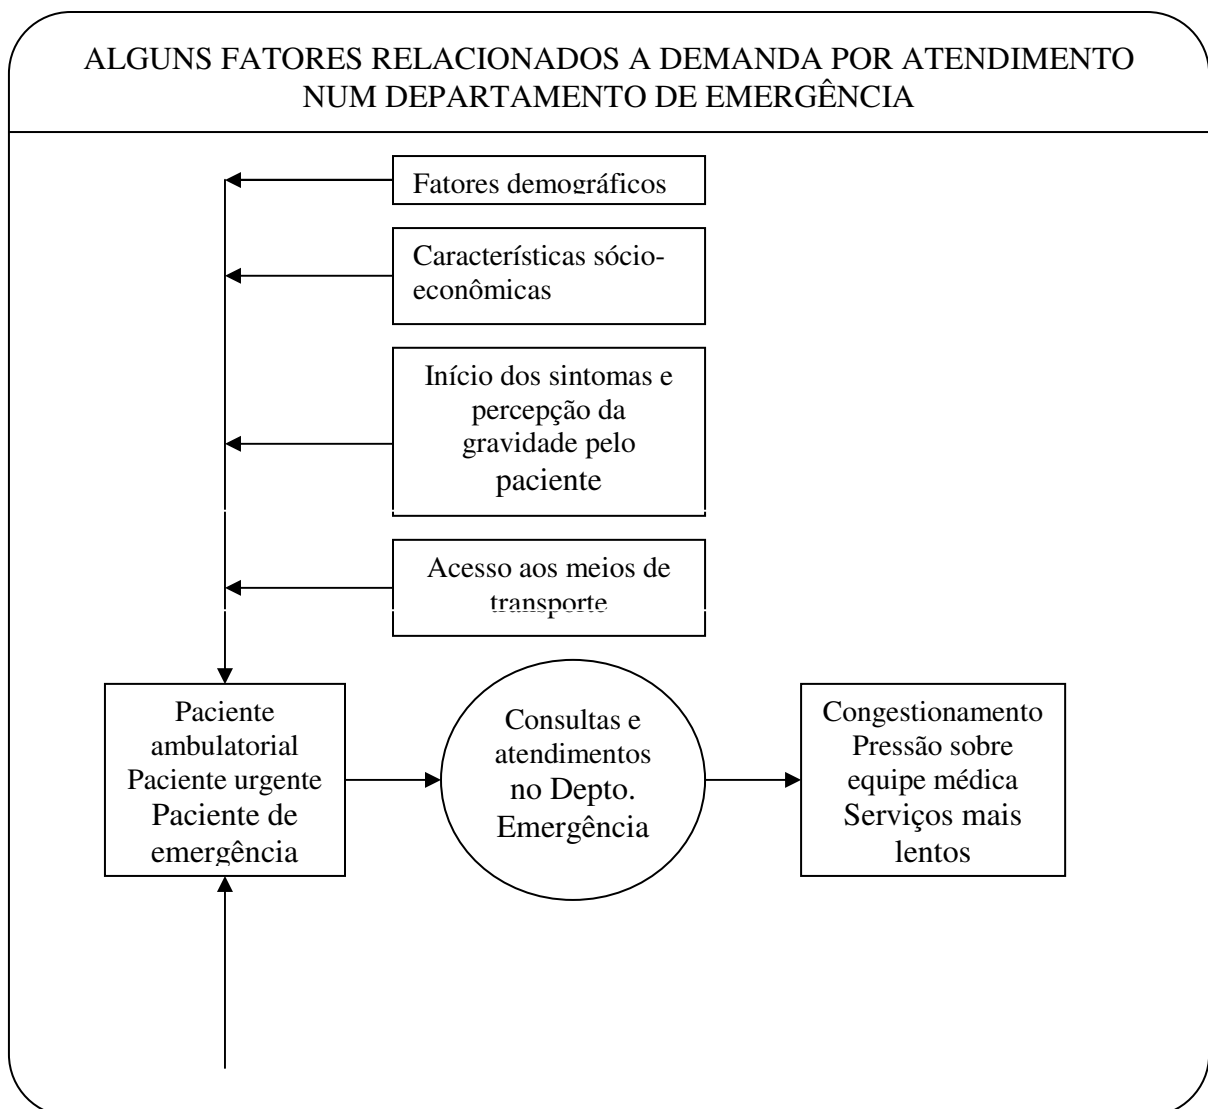 ALGUNS FATORES RELACIONADOS A DEMANDA POR ATENDIMENTO
NUM DEPARTAMENTO DE EMERGÊNCIA
Fatores demográficos
Características sócio-
econômicas
Início dos sintomas e
percepção da
gravidade pelo
paciente
Acesso aos meios de
transporte
Paciente
ambulatorial
Paciente urgente
Paciente de
emergência
Consultas e
atendimentos
no Depto.
Emergência
Congestionamento
Pressão sobre
equipe médica
Serviços mais
lentos